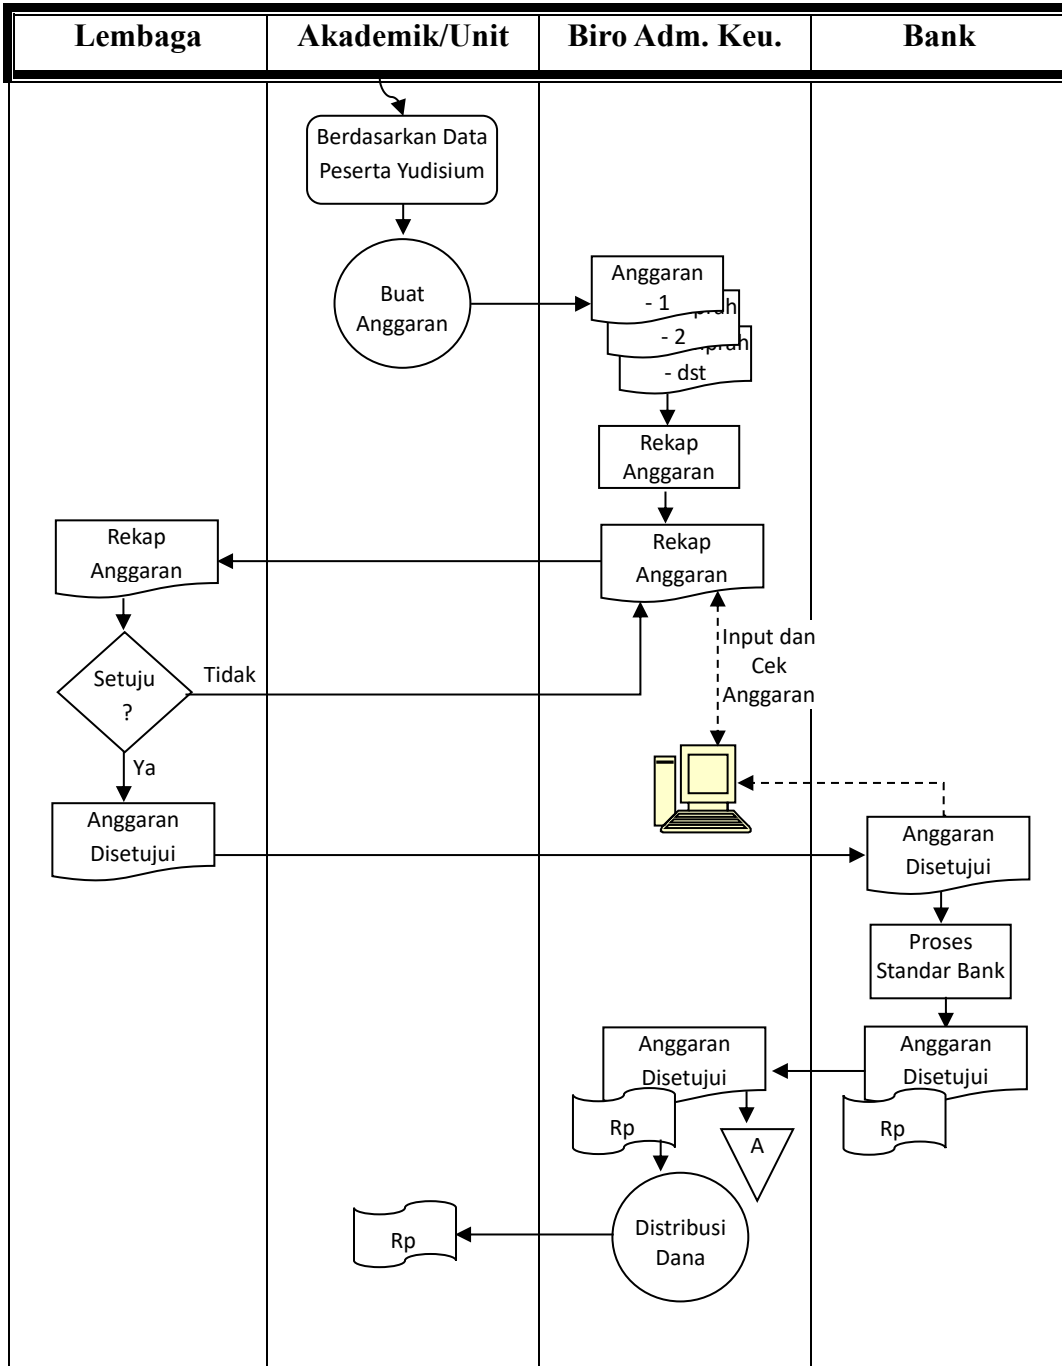 Lembaga
Akademik/Unit
Biro Adm. Keu.
Bank
Berdasarkan Data
Peserta Yudisium
Buat
Anggaran
Anggaran
- 1
- 2
- dst
Rekap
Anggaran
Rekap
Anggaran
Rekap
Anggaran
Setuju
?
Tidak
Ya
Input dan
Cek
Anggaran
Anggaran
Disetujui
Anggaran
Disetujui
Proses
Standar Bank
Anggaran
Disetujui
Rp
Anggaran
Disetujui
Rp
A
Distribusi
Dana
Rp